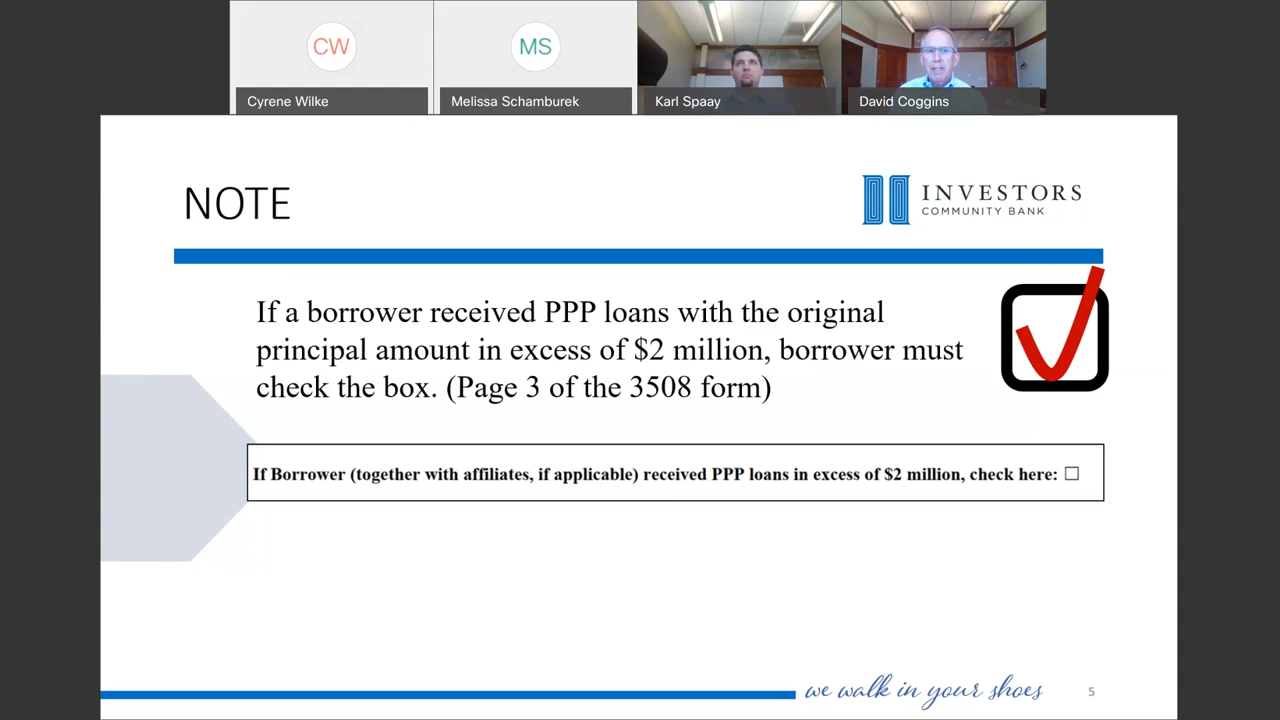 CW
MS
Cyrene Wilke
Melissa Schamburek
Karl Spaay
David Coggins
NOTE
INVESTORS
COMMUNITY BANK
If a borrower received PPP loans with the original
principal amount in excess of $2 million, borrower must
check the box. (Page 3 of the 3508 form)
If Borrower (together with affiliates, if applicable) received PPP loans in excess of $2 million, check here: ☐
we walk in your shoes
5